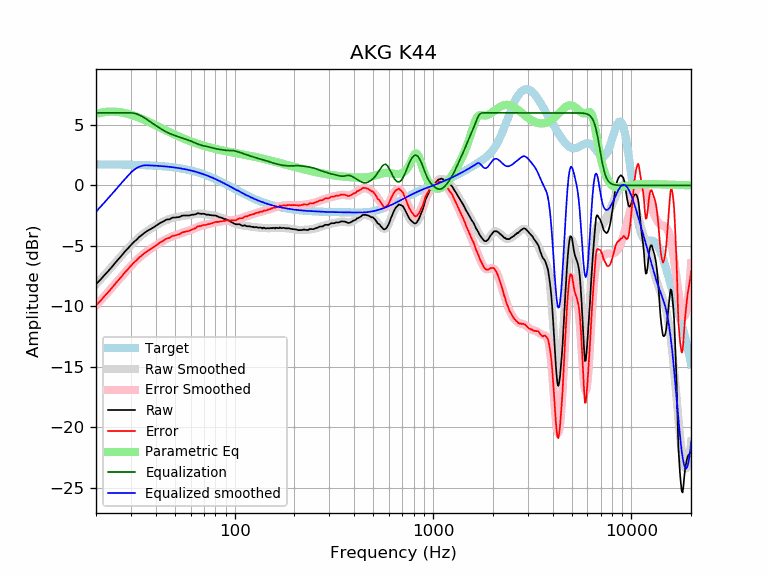 AKG K44
Amplitude (dBr)
5
0
−5
−10
−15
−20
−25
Target
Raw Smoothed
Error Smoothed
Raw
Error
Parametric Eq
Equalization
Equalized smoothed
100
1000
10000
Frequency (Hz)